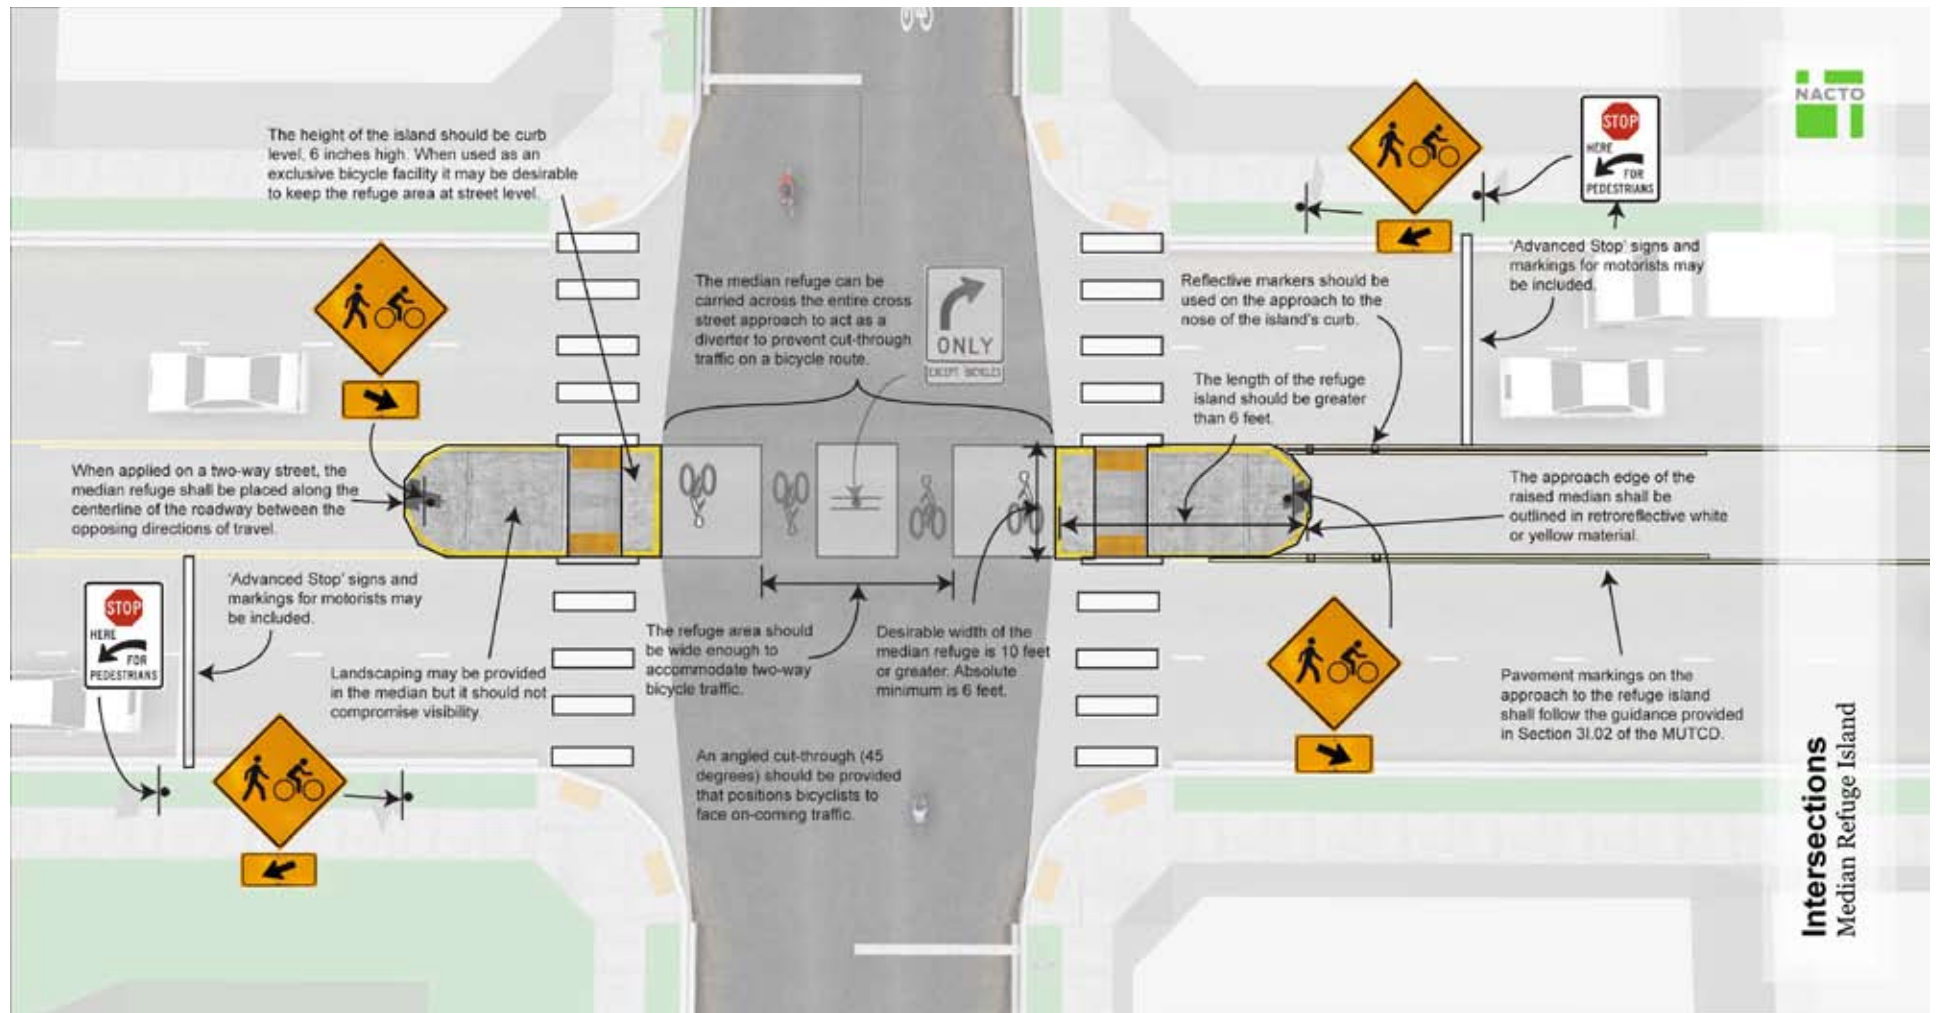 The height of the island should be curb
level, 6 inches high. When used as an
exclusive bicycle facility it may be desirable
to keep the refuge area at street level.
NACTO
STOP
HERE
FOR
PEDESTRIANS
'Advanced Stop' signs and
markings for motorists may
be included.
The median refuge can be
carried across the entire cross
street approach to act as a
diverter to prevent cut-through
traffic on a bicycle route.
ONLY
EXCEPT BICYCLES
Reflective markers should be
used on the approach to the
nose of the island's curb.
The length of the refuge
island should be greater
than 6 feet.
When applied on a two-way street, the
median refuge shall be placed along the
centerline of the roadway between the
opposing directions of travel.
The approach edge of the
raised median shall be
outlined in retroreflective white
or yellow material.
STOP
HERE
FOR
PEDESTRIANS
'Advanced Stop' signs and
markings for motorists may
be included.
Landscaping may be provided
in the median but it should not
compromise visibility.
The refuge area should
be wide enough to
accommodate two-way
bicycle traffic.
Desirable width of the
median refuge is 10 feet
or greater. Absolute
minimum is 6 feet.
Pavement markings on the
approach to the refuge island
shall follow the guidance provided
in Section 3I.02 of the MUTCD.
An angled cut-through (45
degrees) should be provided
that positions bicyclists to
face on-coming traffic.
Intersections
Median Refuge Island